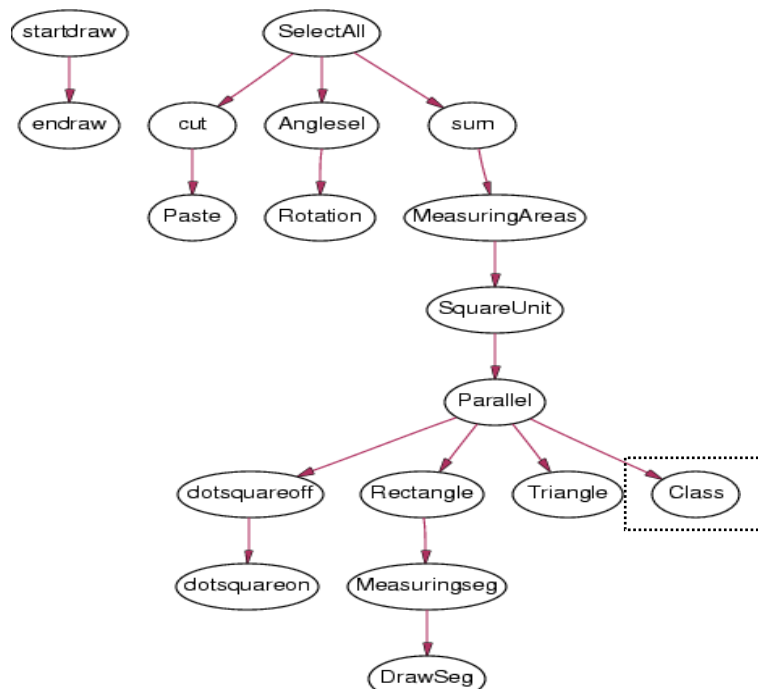 startdraw
SelectAll
endraw
cut
Anglesel
sum
Paste
Rotation
MeasuringAreas
SquareUnit
Parallel
dotsquareoff
Rectangle
Triangle
Class
dotsquareon
Measuringseg
DrawSeg